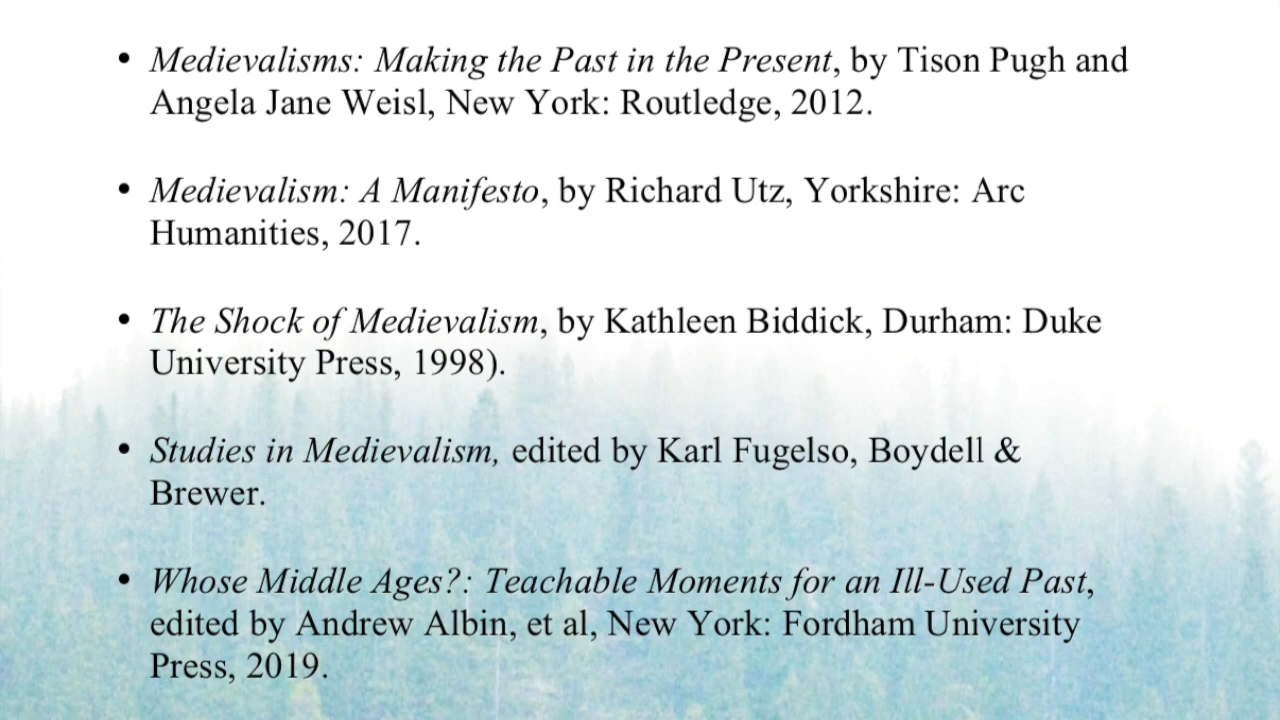 • Medievalisms: Making the Past in the Present, by Tison Pugh and
Angela Jane Weisl, New York: Routledge, 2012.
• Medievalism: A Manifesto, by Richard Utz, Yorkshire: Arc
Humanities, 2017.
• The Shock of Medievalism, by Kathleen Biddick, Durham: Duke
University Press, 1998).
• Studies in Medievalism, edited by Karl Fugelso, Boydell &
Brewer.
• Whose Middle Ages?: Teachable Moments for an Ill-Used Past,
edited by Andrew Albin, et al, New York: Fordham University
Press, 2019.